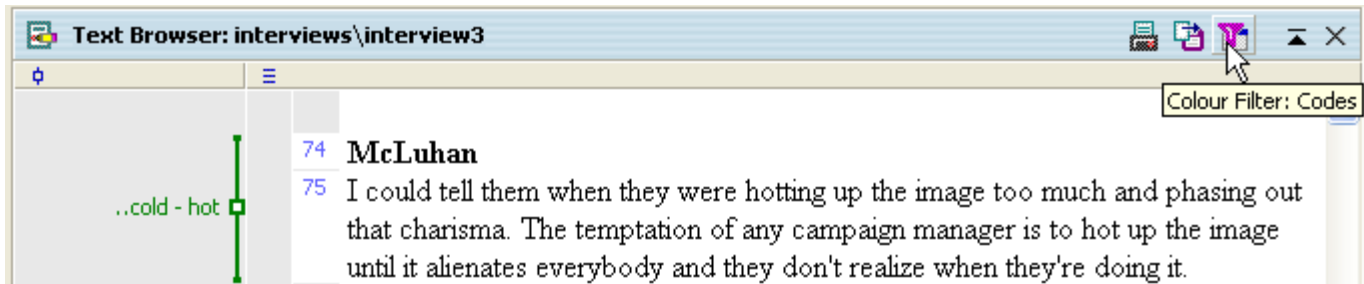 Text Browser: interviews\interview3
Colour Filter: Codes
74 McLuhan
..cold - hot
75 I could tell them when they were hotting up the image too much and phasing out
that charisma. The temptation of any campaign manager is to hot up the image
until it alienates everybody and they don't realize when they're doing it.